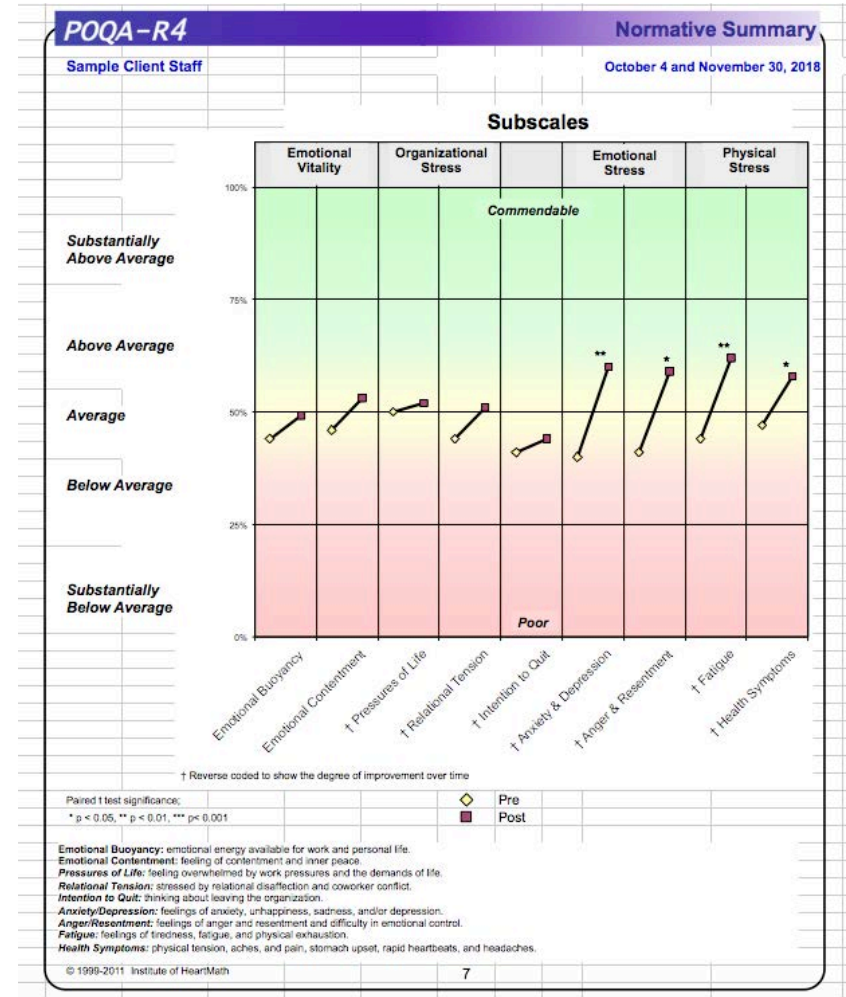 POQA-R4
Normative Summary
Sample Client Staff
October 4 and November 30, 2018
Subscales
Emotional
Vitality
Organizational
Stress
Emotional
Stress
Physical
Stress
100%
Commendable
Substantially
Above Average
75%
Above Average
** * ** *
Average
50%
Below Average
25%
Substantially
Below Average
Poor
0%
Emotional Buoyancy
Emotional Contentment
† Pressures of Life
† Relational Tension
† Intention to Quit
† Anxiety & Depression
† Anger & Resentment
† Fatigue
† Health Symptoms
† Reverse coded to show the degree of improvement over time
Paired t test significance;
* p < 0.05, ** p < 0.01, *** p< 0.001
Pre
Post
Emotional Buoyancy: emotional energy available for work and personal life.
Emotional Contentment: feeling of contentment and inner peace.
Pressures of Life: feeling overwhelmed by work pressures and the demands of life.
Relational Tension: stressed by relational disaffection and coworker conflict.
Intention to Quit: thinking about leaving the organization.
Anxiety/Depression: feelings of anxiety, unhappiness, sadness, and/or depression.
Anger/Resentment: feelings of anger and resentment and difficulty in emotional control.
Fatigue: feelings of tiredness, fatigue, and physical exhaustion.
Health Symptoms: physical tension, aches, and pain, stomach upset, rapid heartbeats, and headaches.
© 1999-2011 Institute of HeartMath
7